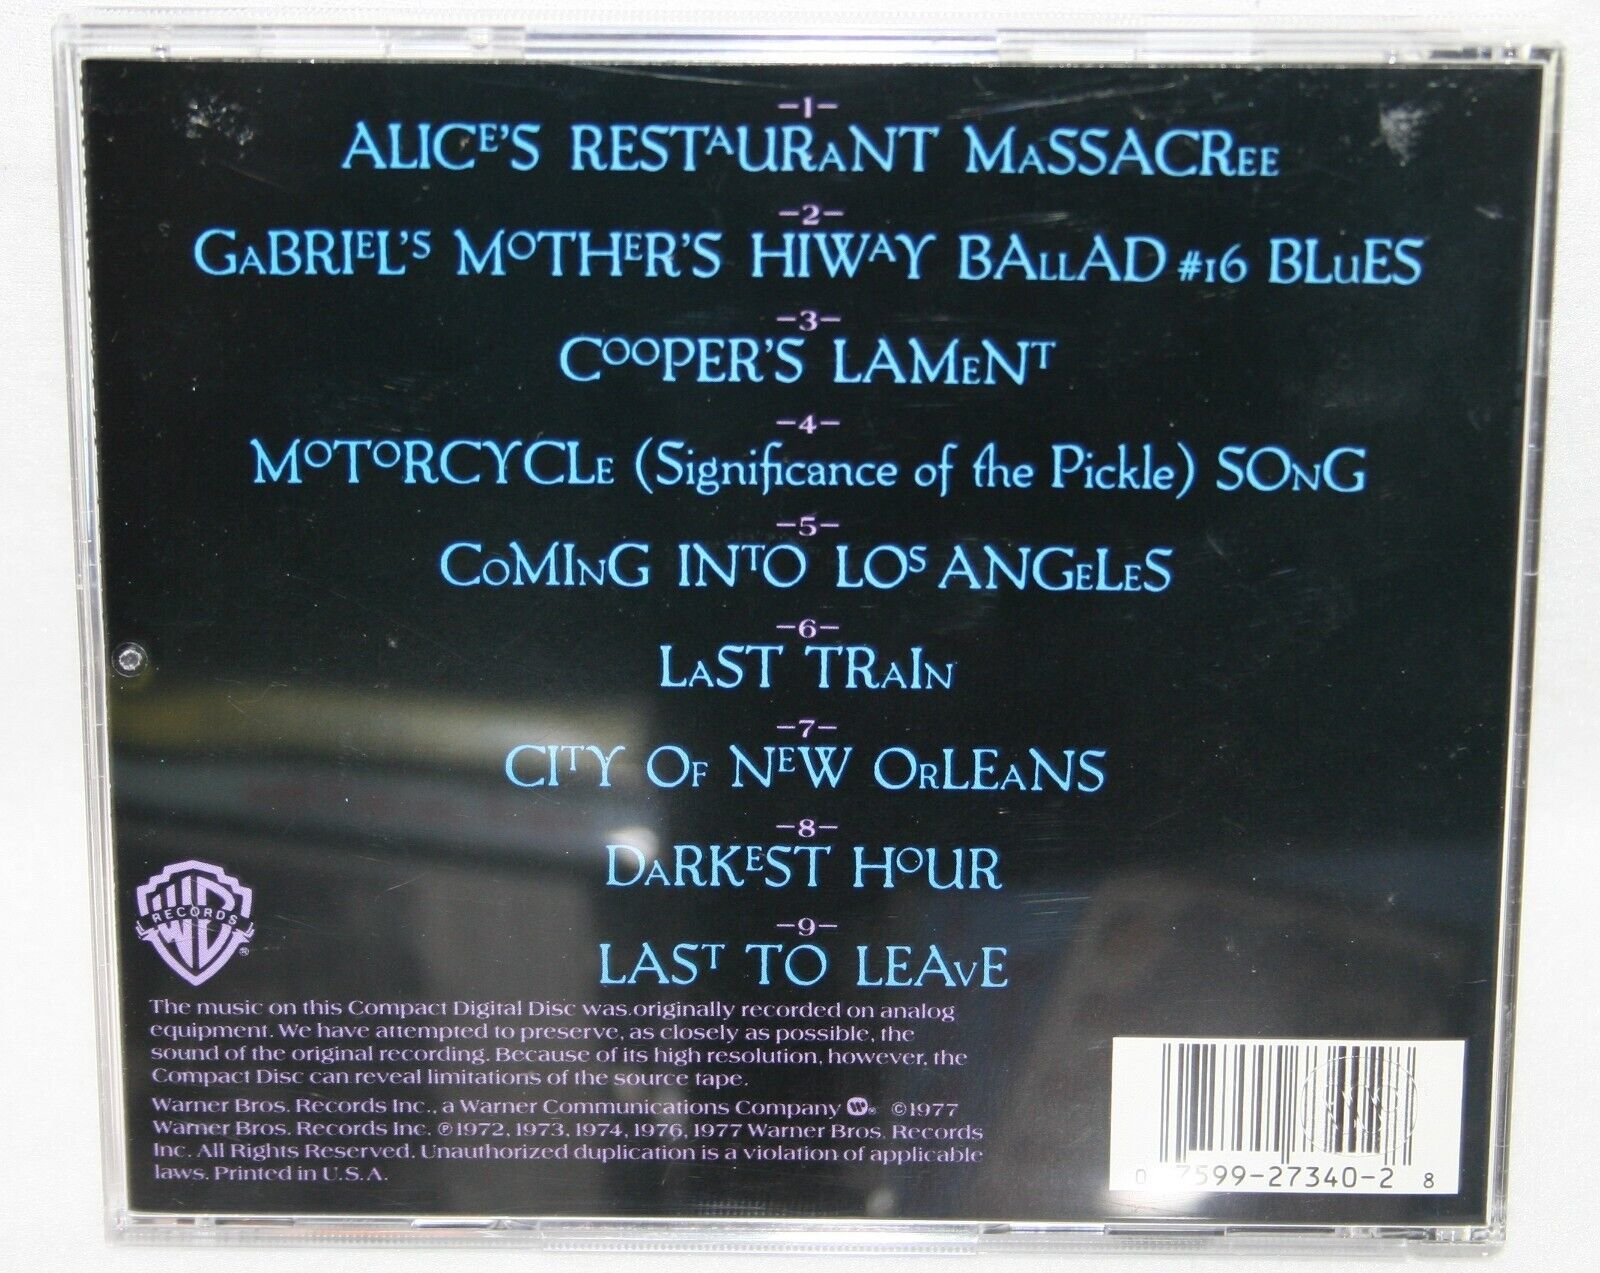 -1-
ALICE'S RESTAURANT MASSACREE
-2-
GABRIEL'S MOTHER'S HIWAY BALLAD #16 BLUES
-3-
COOPER'S LAMENT
-4-
MOTORCYCLE (Significance of the Pickle) SONG
-5-
COMING INTO LOS ANGELES
-6-
LAST TRAIN
-7-
CITY OF NEW ORLEANS
-8-
DARKEST HOUR
-9-
LAST TO LEAVE
RECORDS
The music on this Compact Digital Disc was originally recorded on analog
equipment. We have attempted to preserve, as closely as possible, the
sound of the original recording. Because of its high resolution, however, the
Compact Disc can reveal limitations of the source tape.
Warner Bros. Records Inc., a Warner Communications Company ® ©1977
Warner Bros. Records Inc. ℗1972, 1973, 1974, 1976, 1977 Warner Bros. Records
Inc. All Rights Reserved. Unauthorized duplication is a violation of applicable
laws. Printed in U.S.A.
0 7599-27340-2 8